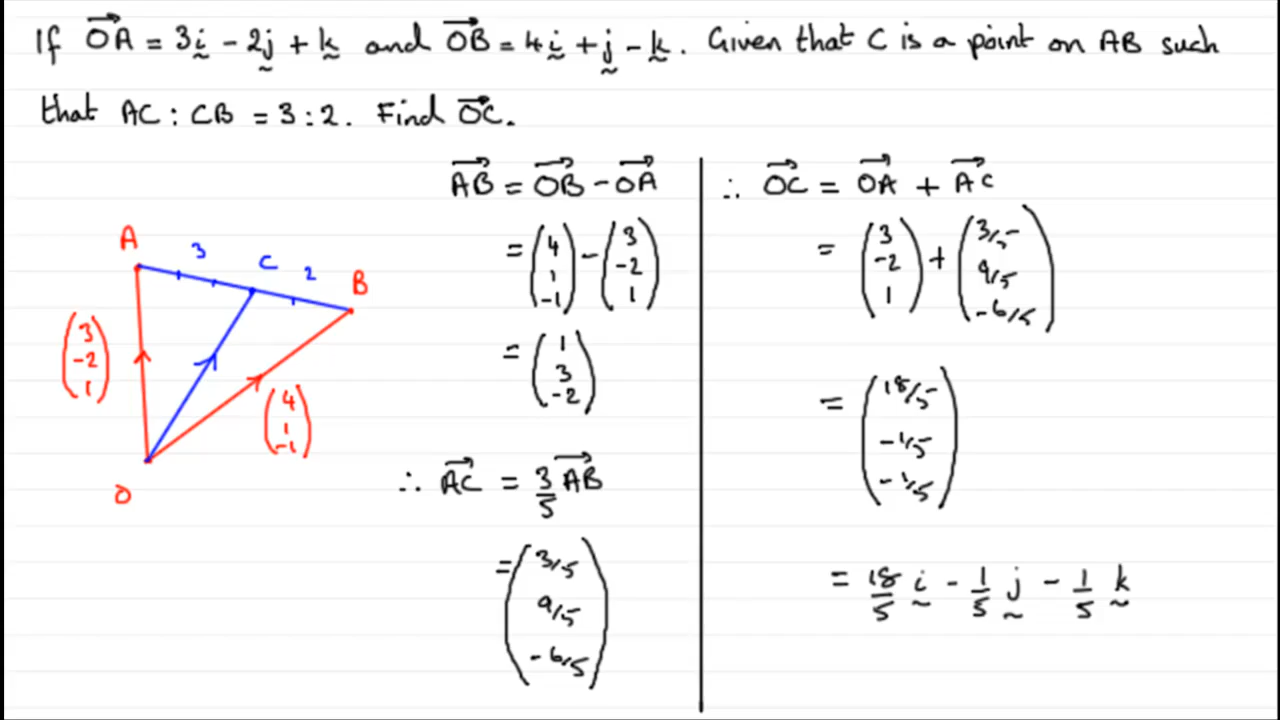 If →OA = 3i - 2j + k and →OB = 4i + j - k. Given that C is a point on AB such
that AC : CB = 3 : 2. Find →OC.
A
3
C
2
B
(3 -2 1)
(4 1 -1)
O
→AB = →OB - →OA
= (4 1 -1) - (3 -2 1)
= (1 3 -2)
∴ →AC = 3/5 →AB
= (3/5 9/5 -6/5)
∴ →OC = →OA + →AC
= (3 -2 1) + (3/5 9/5 -6/5)
= (18/5 -1/5 -1/5)
= 18/5 i - 1/5 j - 1/5 k